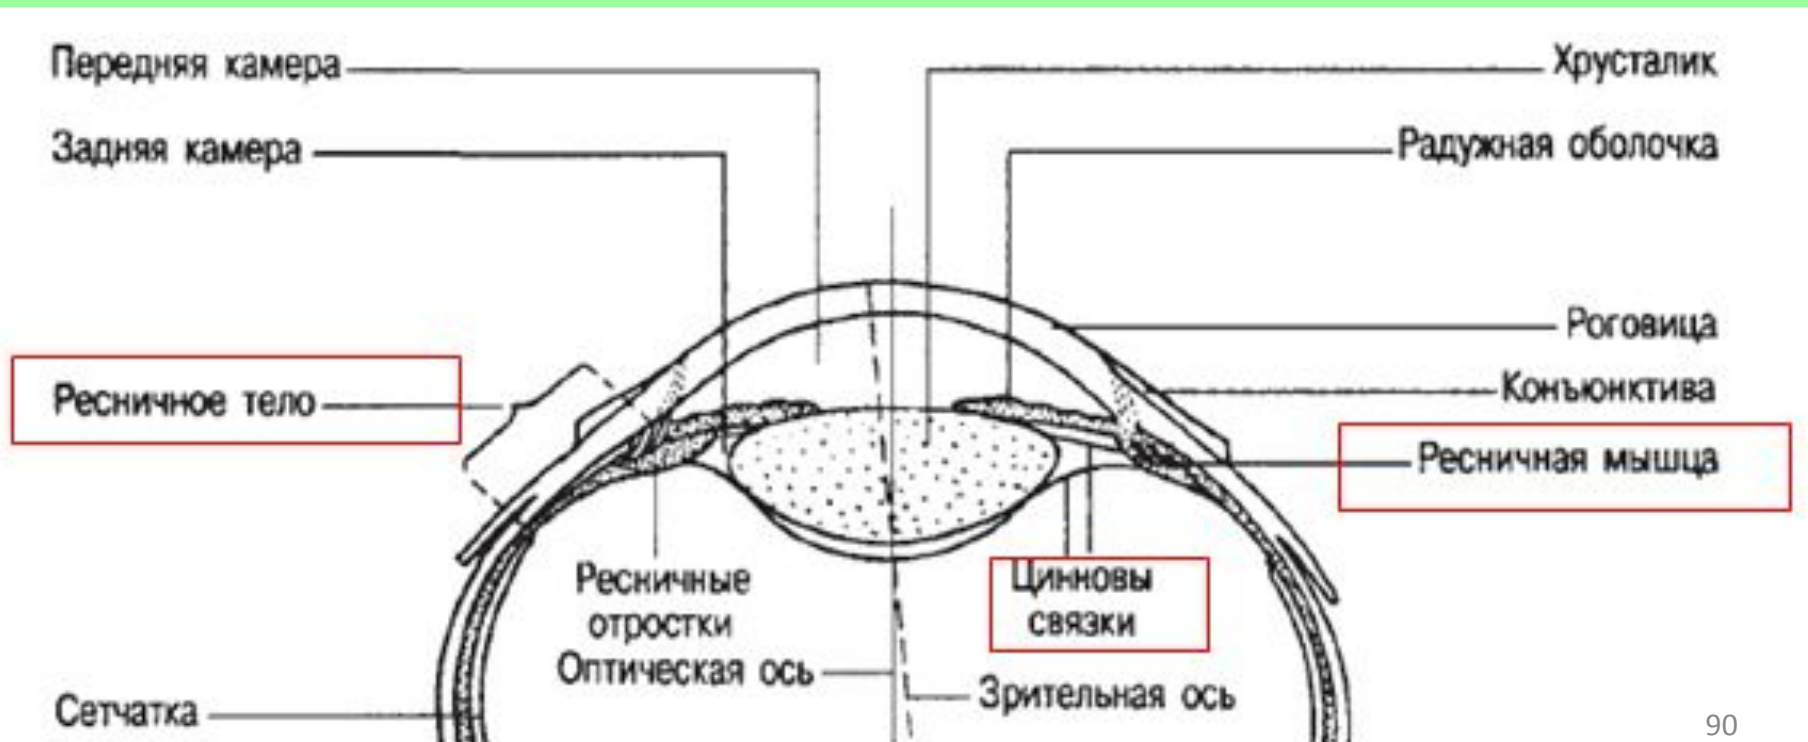 Передняя камера
Хрусталик
Задняя камера
Радужная оболочка
Роговица
Ресничное тело
Конъюнктива
Ресничная мышца
Ресничные
отростки
Цинновы
связки
Оптическая ось
Зрительная ось
Сетчатка
90